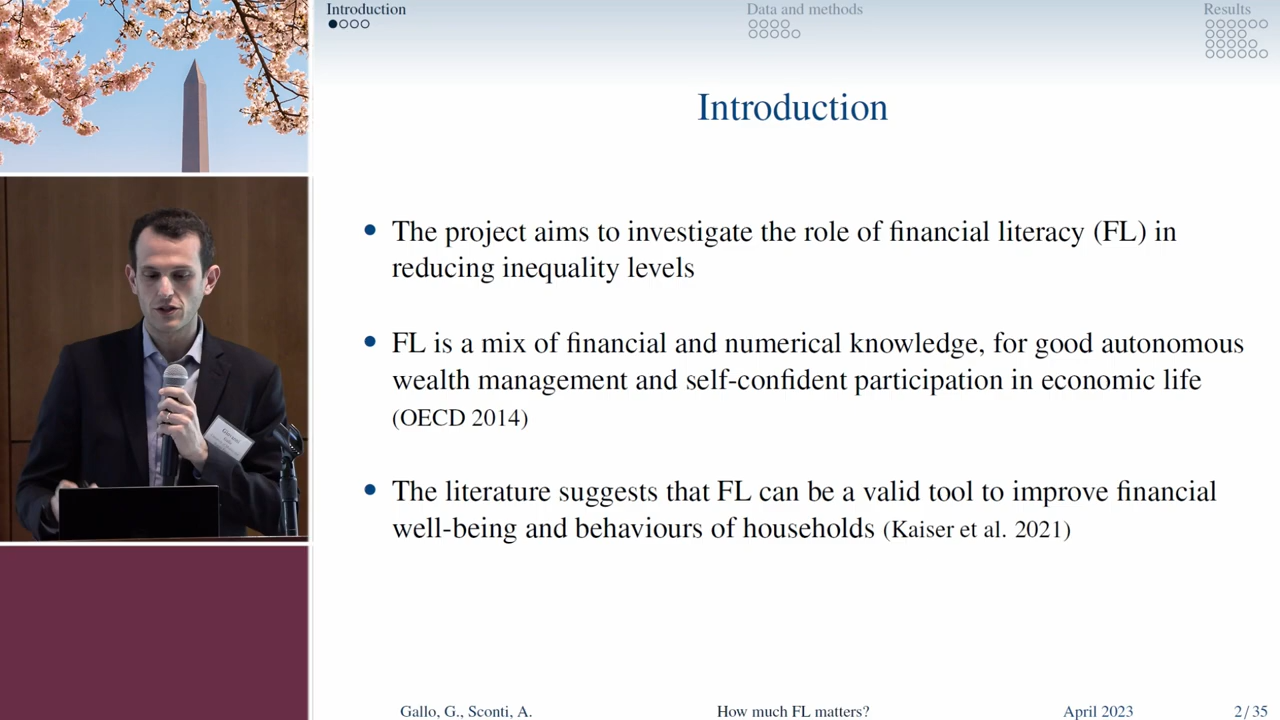 Introduction
Data and methods
Results
Introduction
The project aims to investigate the role of financial literacy (FL) in
reducing inequality levels
FL is a mix of financial and numerical knowledge, for good autonomous
wealth management and self-confident participation in economic life
(OECD 2014)
The literature suggests that FL can be a valid tool to improve financial
well-being and behaviours of households (Kaiser et al. 2021)
Gallo, G., Sconti, A.
How much FL matters?
April 2023
2/35